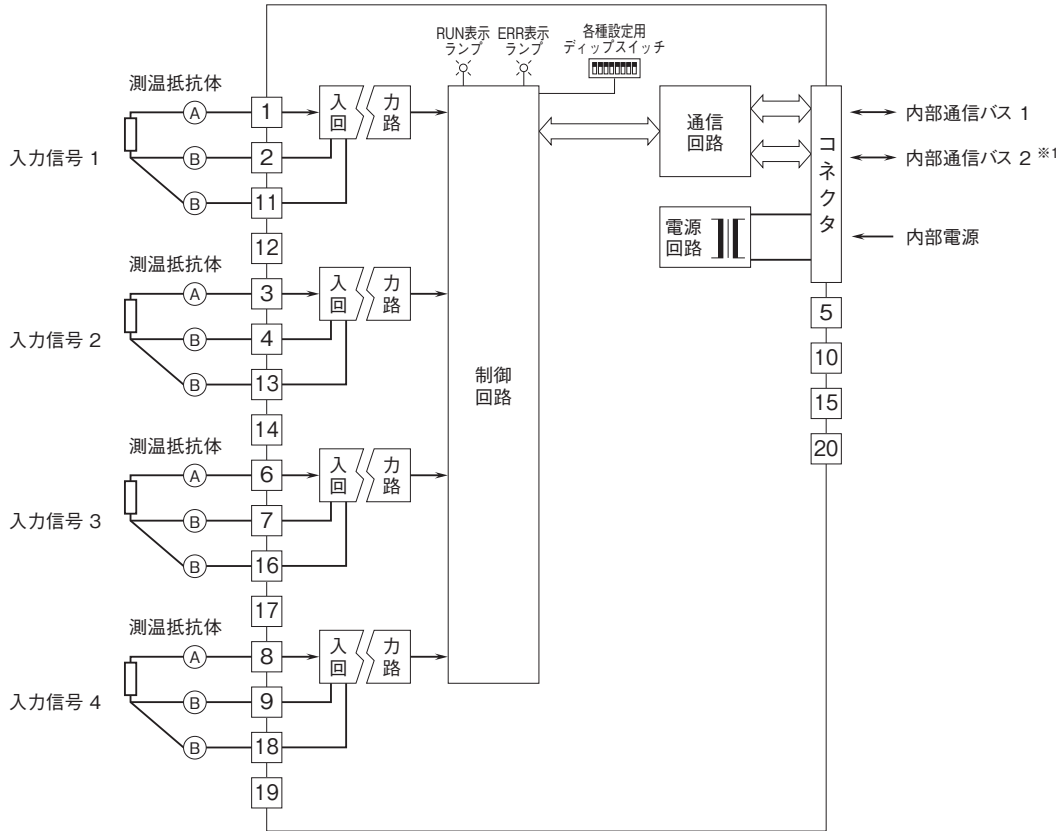 RUN表示
ランプ
ERR表示
ランプ
各種設定用
ディップスイッチ
測温抵抗体
入力信号 1
A
B
B
1
2
11
12
入 力
回 路
測温抵抗体
入力信号 2
A
B
B
3
4
13
14
入 力
回 路
測温抵抗体
入力信号 3
A
B
B
6
7
16
17
入 力
回 路
測温抵抗体
入力信号 4
A
B
B
8
9
18
19
入 力
回 路
制御
回路
通信
回路
電源
回路
コネクタ
内部通信バス 1
内部通信バス 2 ※1
内部電源
5
10
15
20